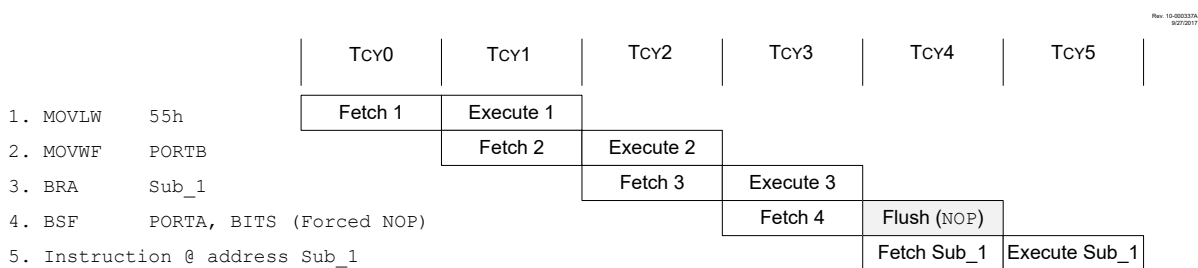 Rev. 10-000337A
9/27/2017
TCY0 TCY1 TCY2 TCY3 TCY4 TCY5
1. MOVLW 55h Fetch 1 Execute 1
2. MOVWF PORTB Fetch 2 Execute 2
3. BRA Sub_1 Fetch 3 Execute 3
4. BSF PORTA, BITS (Forced NOP) Fetch 4 Flush (NOP)
5. Instruction @ address Sub_1 Fetch Sub_1 Execute Sub_1